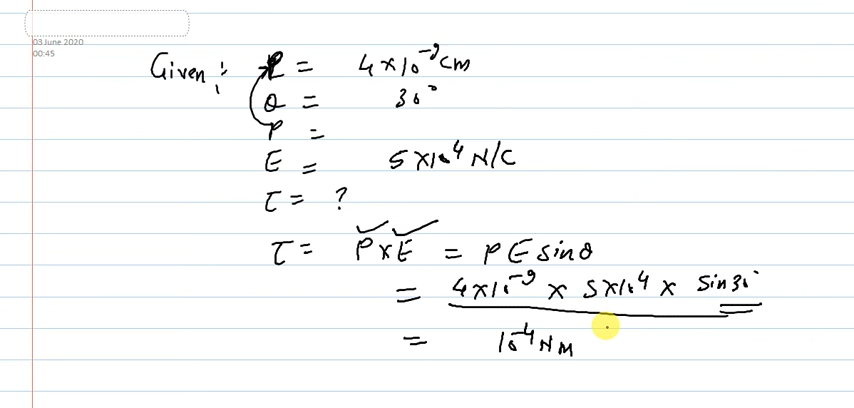 03 June 2020
00:45
Given : P = 4×10⁻⁹ cm
θ = 30°
P =
E = 5×10⁴ N/C
τ = ?
τ = P×E = PE sinθ
= 4×10⁻⁹ × 5×10⁴ × sin30°
= 10⁻⁴ NM